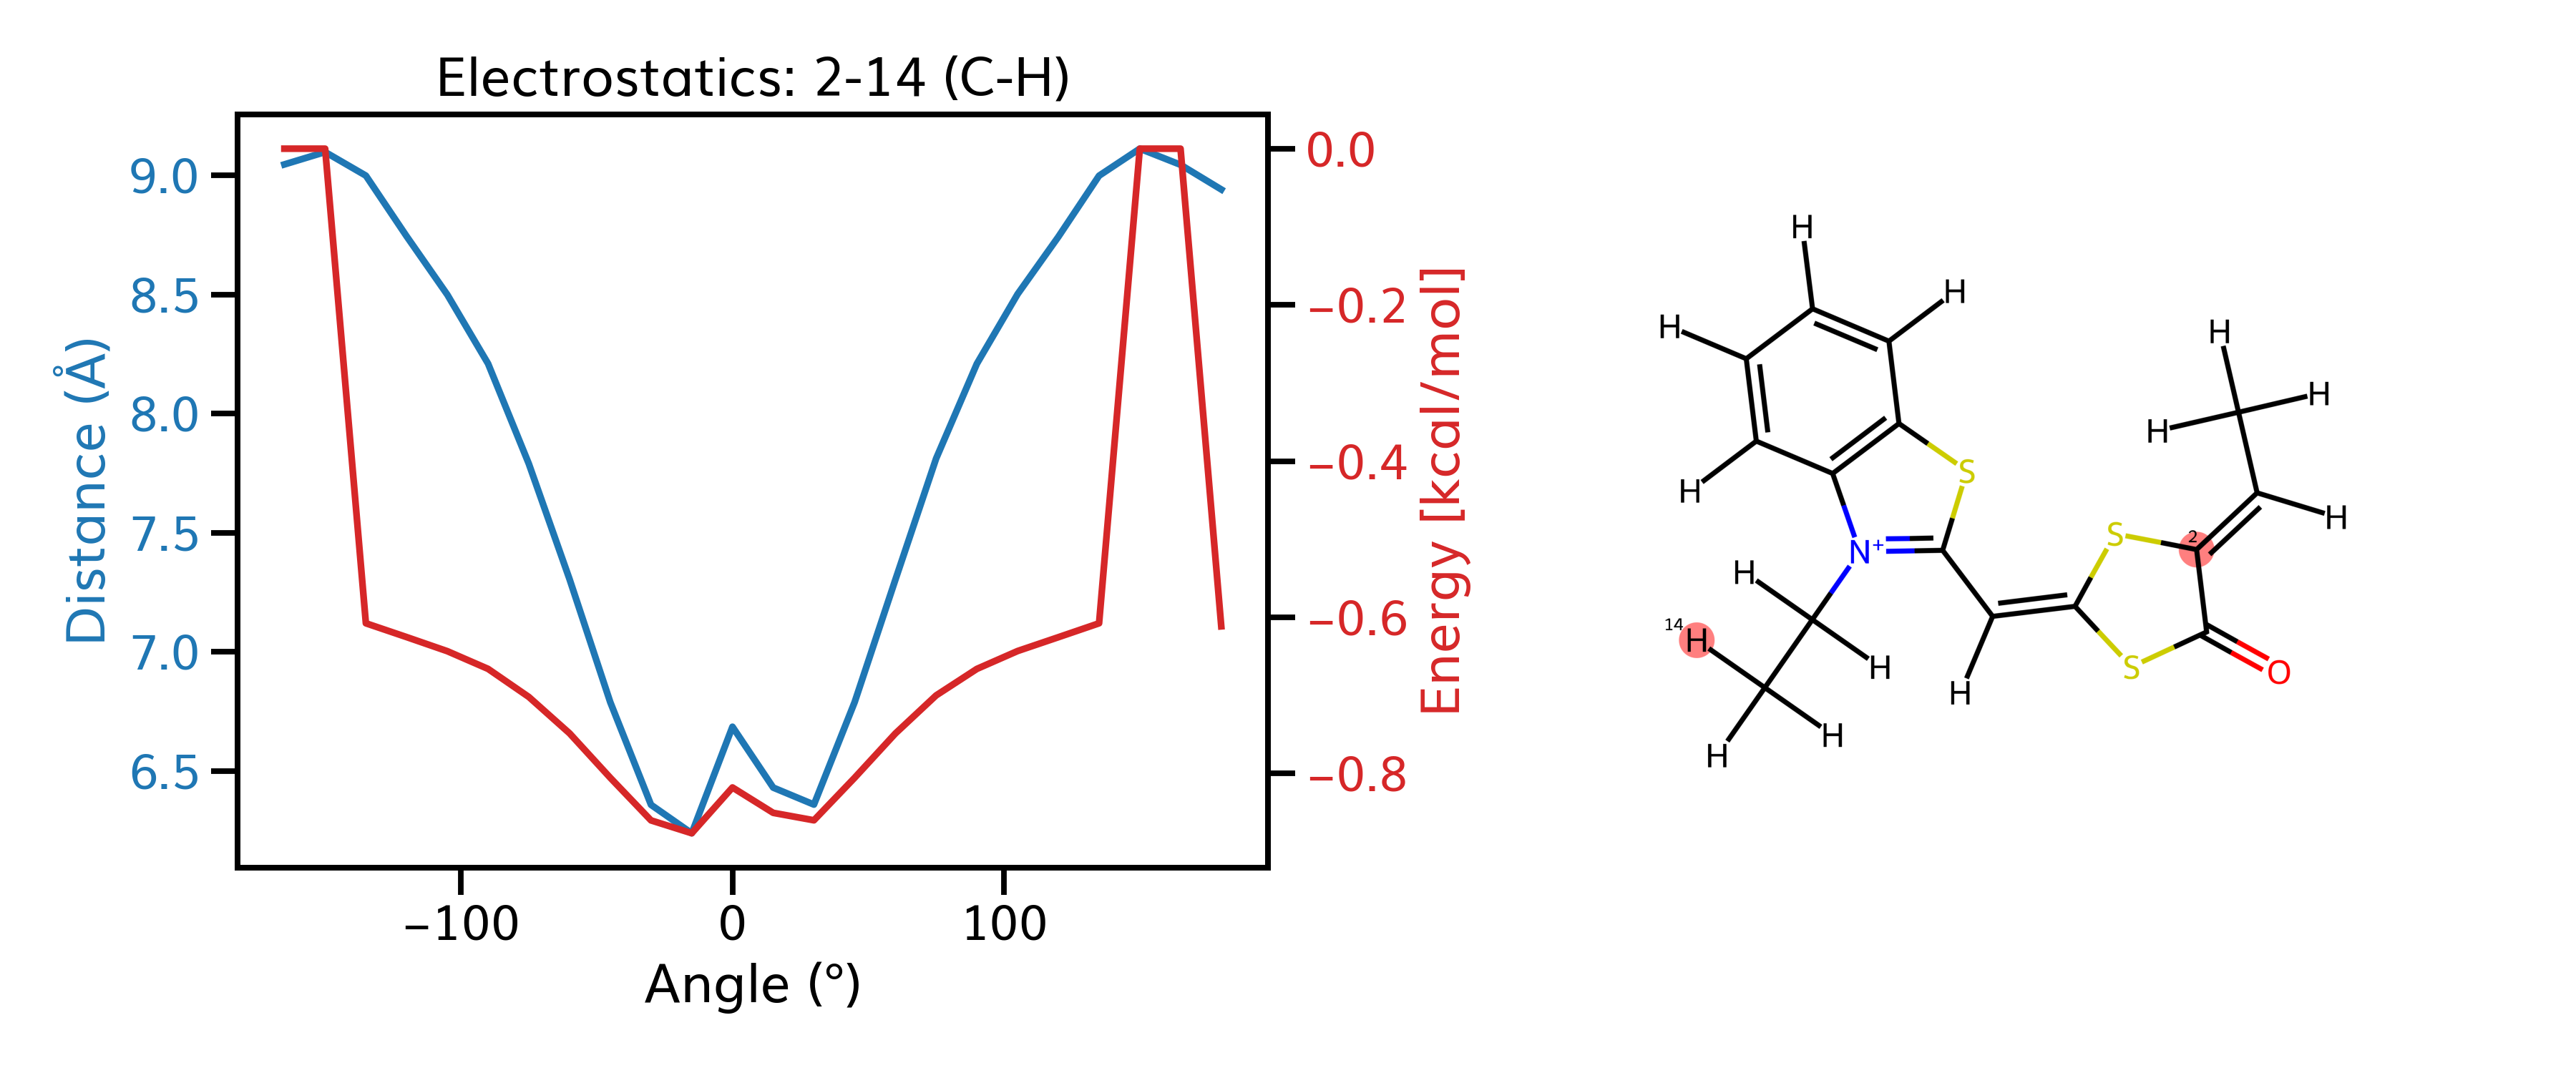 Electrostatics: 2-14 (C-H)
Distance (Å)
9.0
8.5
8.0
7.5
7.0
6.5
0.0
−0.2
−0.4
−0.6
−0.8
Energy [kcal/mol]
−100 0 100
Angle (°)
H
H
H
H
H
H
H
S
H
H
S
2
N+
H
14
H
H
H
S
O
H
H